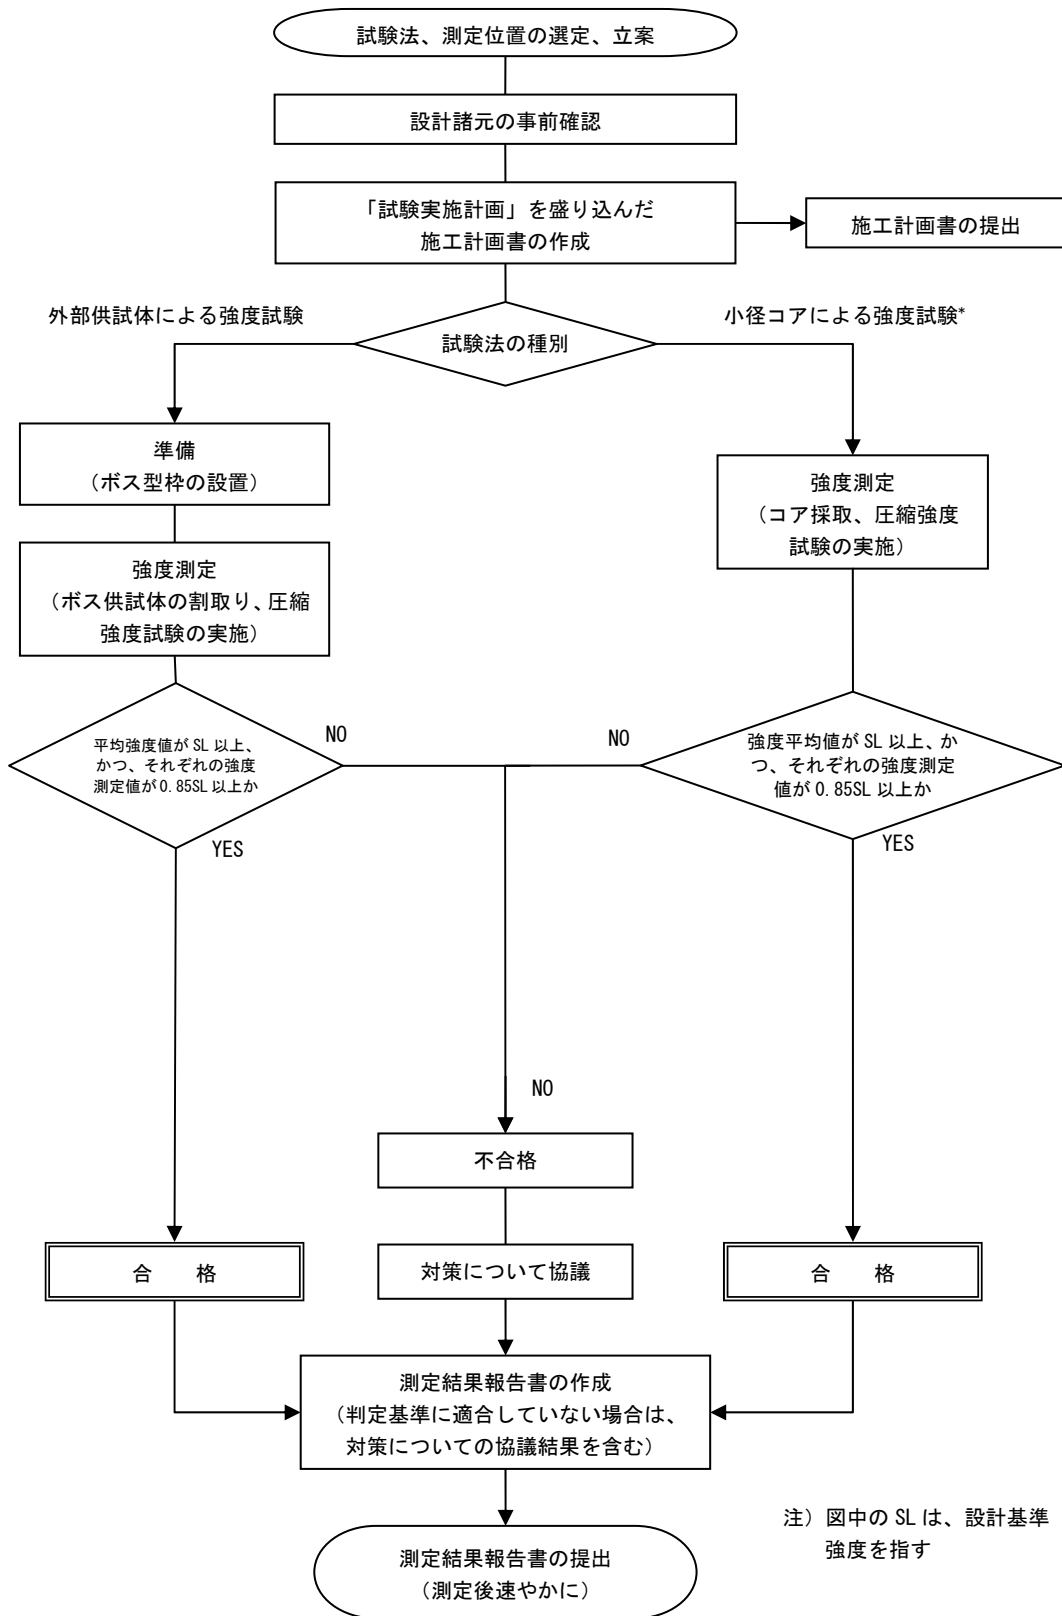 試験法、測定位置の選定、立案
設計諸元の事前確認
「試験実施計画」を盛り込んだ
施工計画書の作成
施工計画書の提出
外部供試体による強度試験
小径コアによる強度試験*
試験法の種別
準備
（ボス型枠の設置）
強度測定
（コア採取、圧縮強度
試験の実施）
強度測定
（ボス供試体の割取り、圧縮
強度試験の実施）
平均強度値が SL 以上、
かつ、それぞれの強度
測定値が 0.85SL 以上か
NO
NO
強度平均値が SL 以上、か
つ、それぞれの強度測定
値が 0.85SL 以上か
YES
YES
NO
不合格
合　格
対策について協議
合　格
測定結果報告書の作成
（判定基準に適合していない場合は、
対策についての協議結果を含む）
注）図中の SL は、設計基準
強度を指す
測定結果報告書の提出
（測定後速やかに）